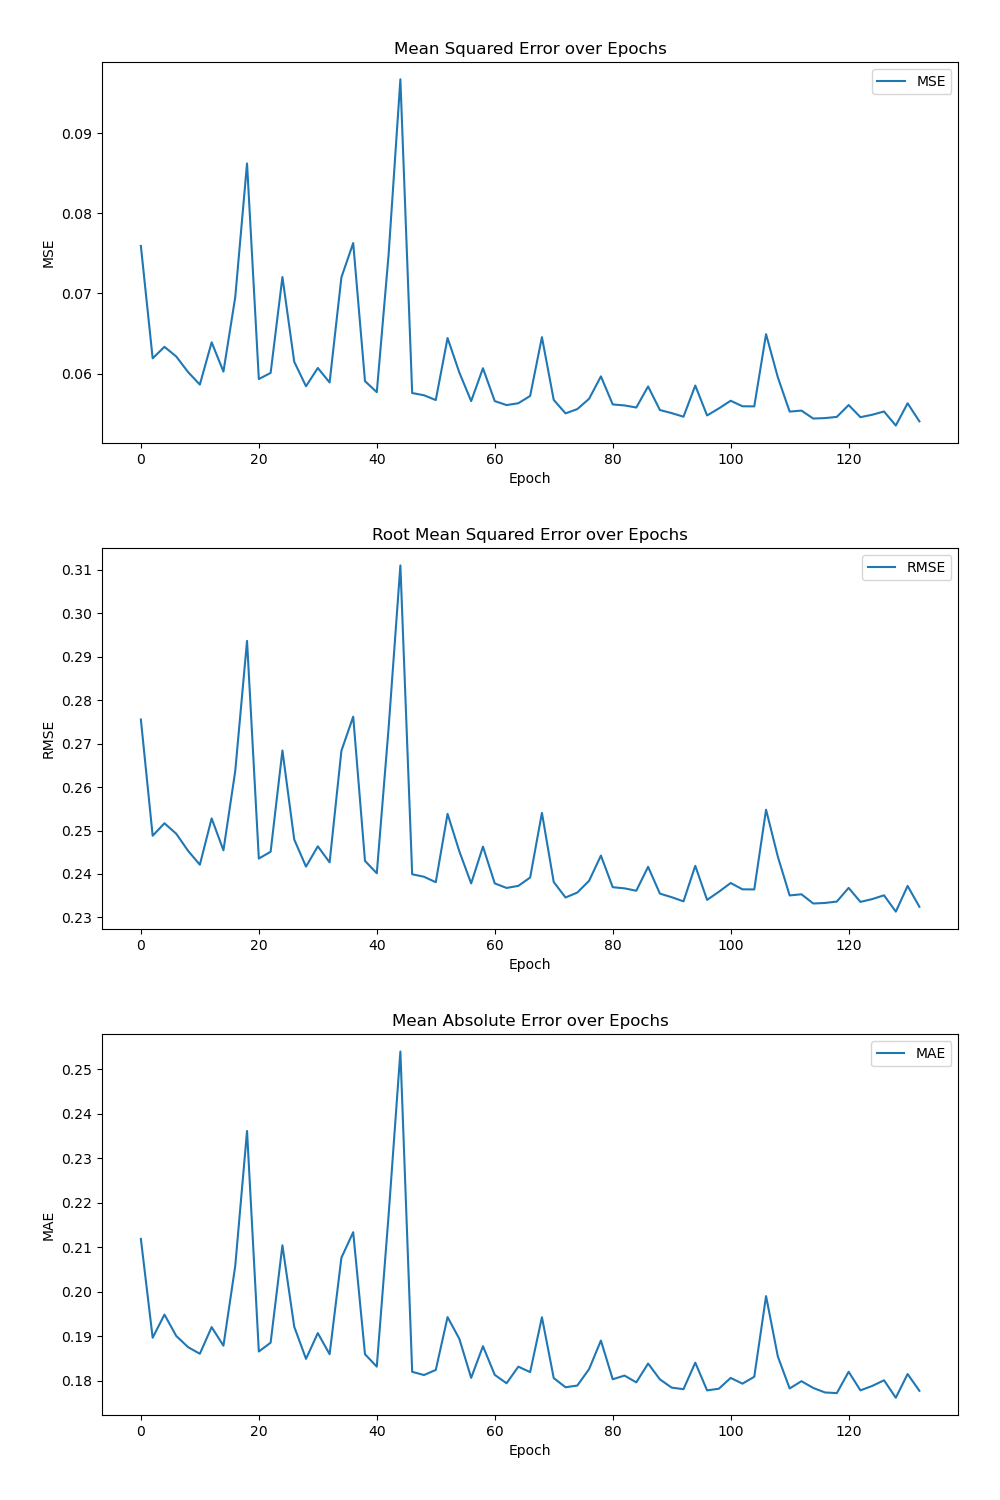 Mean Squared Error over Epochs
MSE
0.09
0.08
0.07
0.06
MSE
0 20 40 60 80 100 120
Epoch
Root Mean Squared Error over Epochs
RMSE
0.31
0.30
0.29
0.28
0.27
0.26
0.25
0.24
0.23
RMSE
0 20 40 60 80 100 120
Epoch
Mean Absolute Error over Epochs
MAE
0.25
0.24
0.23
0.22
0.21
0.20
0.19
0.18
MAE
0 20 40 60 80 100 120
Epoch